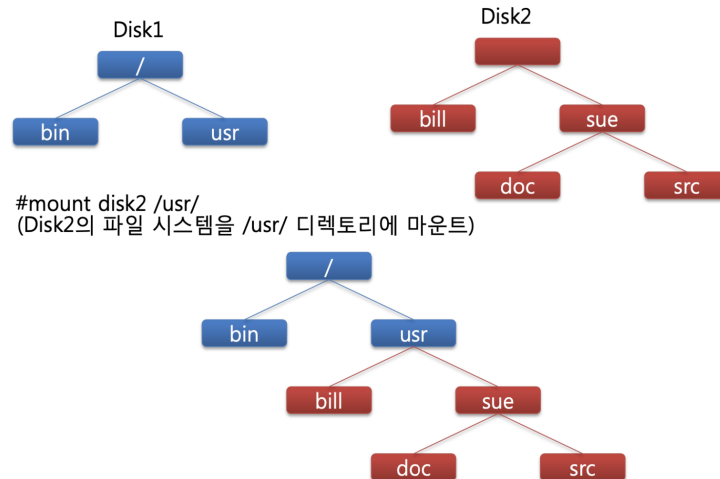 Disk1
Disk2
/
bin
usr
bill
sue
doc
src
#mount disk2 /usr/
(Disk2의 파일 시스템을 /usr/ 디렉토리에 마운트)
/
bin
usr
bill
sue
doc
src